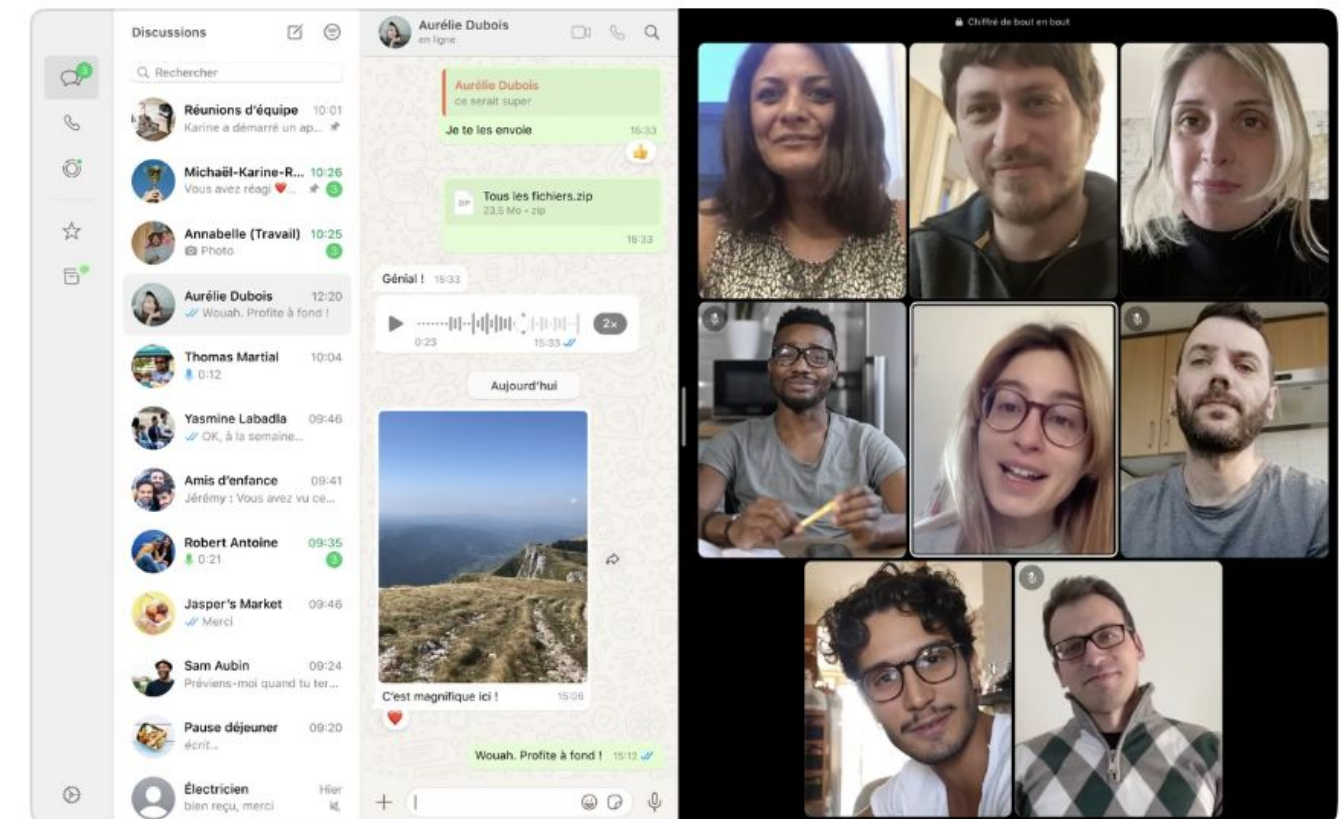 Discussions
Rechercher
3
Réunions d'équipe 10:01
Karine a démarré un ap...
Michaël-Karine-R... 10:26
Vous avez réagi ❤️... 3
Annabelle (Travail) 10:25
Photo 3
Aurélie Dubois 12:20
Wouah. Profite à fond !
Thomas Martial 10:04
0:12
Yasmine Labadla 09:46
OK, à la semaine...
Amis d'enfance 09:41
Jérémy : Vous avez vu ce...
Robert Antoine 09:35
0:21 3
Jasper's Market 09:46
Merci
Sam Aubin 09:24
Préviens-moi quand tu ter...
Pause déjeuner 09:20
écrit...
Électricien Hier
bien reçu, merci
Aurélie Dubois
en ligne
Aurélie Dubois
ce serait super
Je te les envoie 15:33
Tous les fichiers.zip
ZIP 23,5 Mo • zip
15:33
Génial ! 15:33
2x
0:23 15:33
Aujourd'hui
C'est magnifique ici ! 15:06
Wouah. Profite à fond ! 15:12
Chiffré de bout en bout